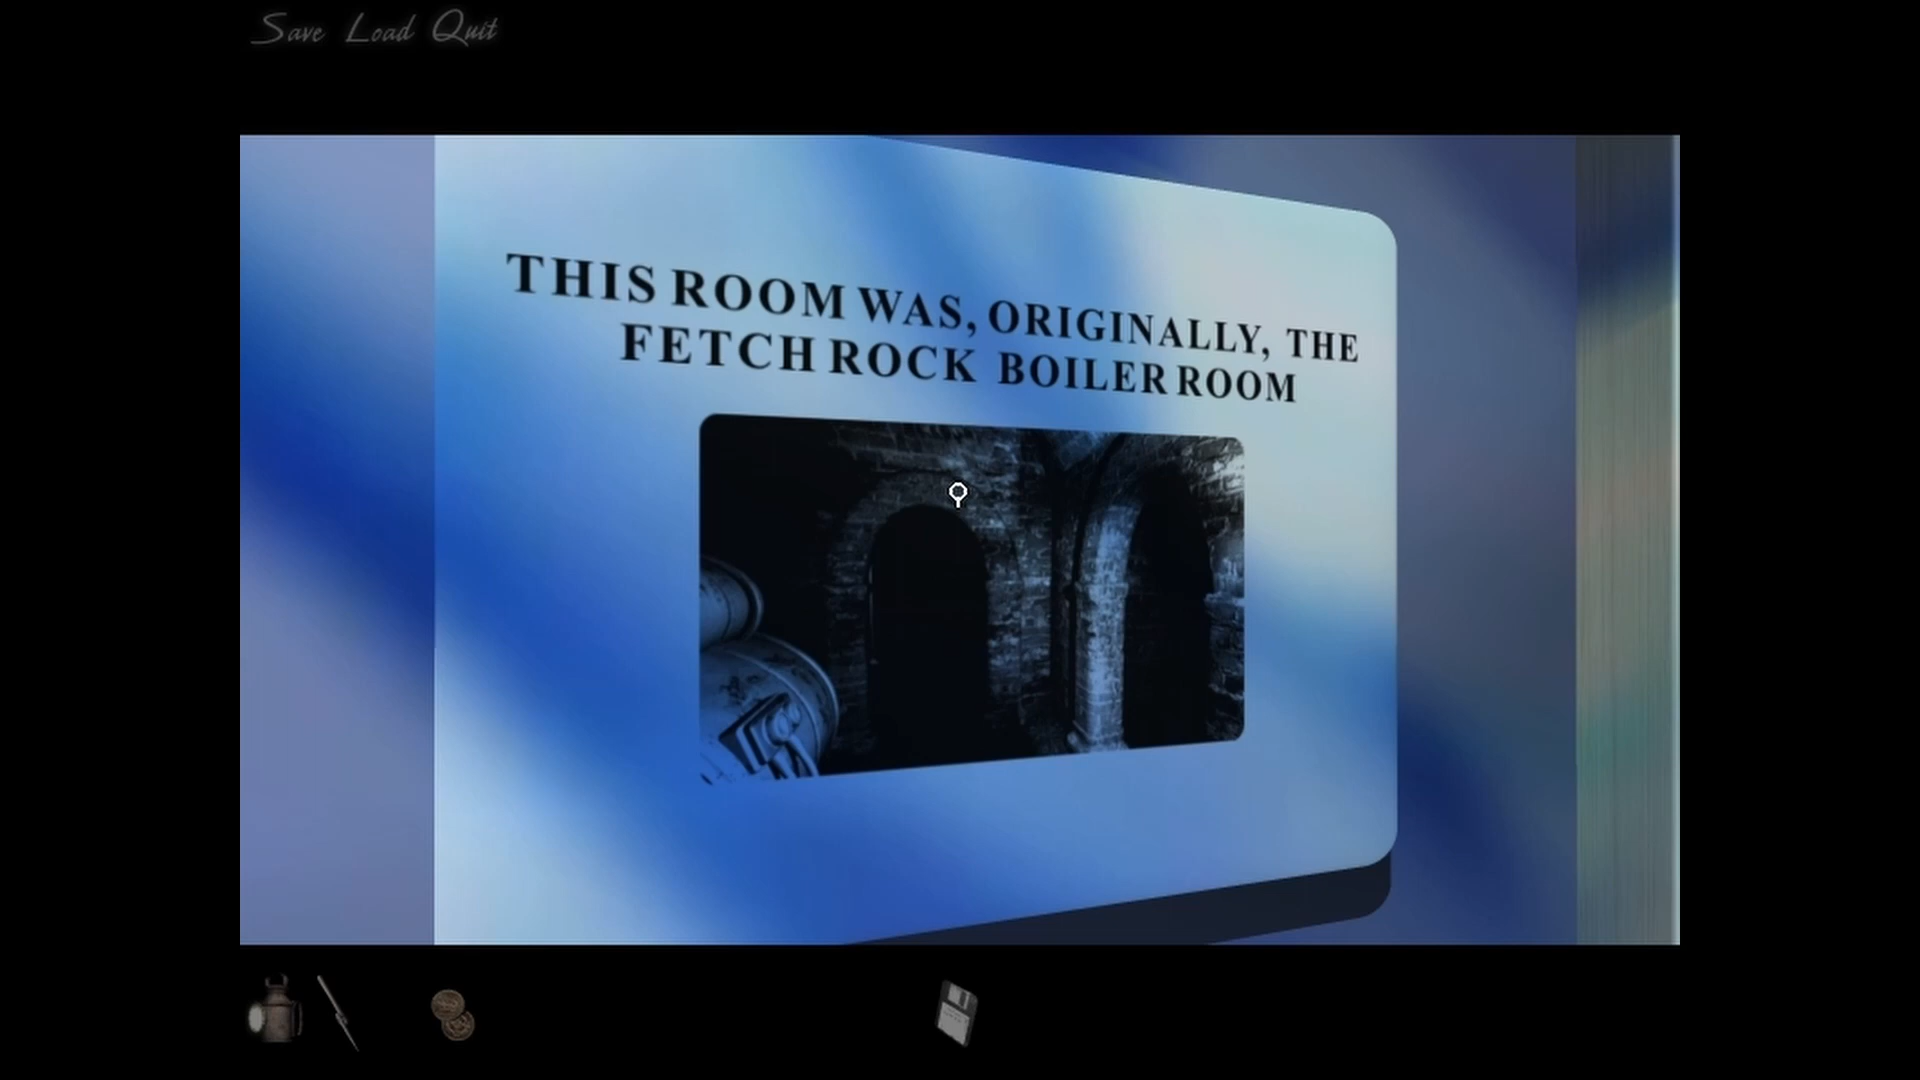 Save Load Quit
THIS ROOM WAS, ORIGINALLY, THE
FETCH ROCK BOILER ROOM